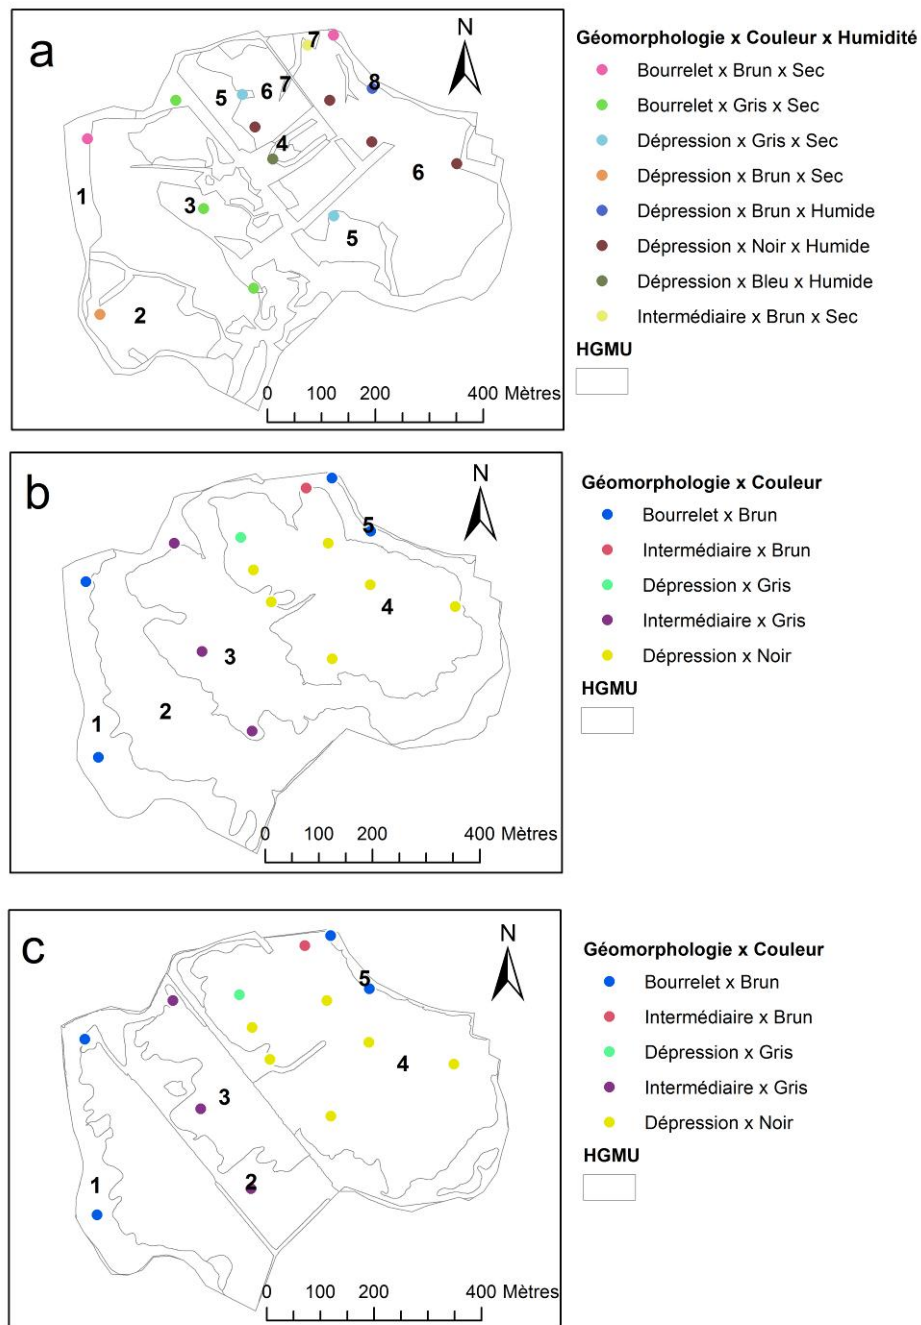 a
N
1
2
3
4
5
6
7
7
8
6
5
0 100 200 400 Mètres
Géomorphologie x Couleur x Humidité
Bourrelet x Brun x Sec
Bourrelet x Gris x Sec
Dépression x Gris x Sec
Dépression x Brun x Sec
Dépression x Brun x Humide
Dépression x Noir x Humide
Dépression x Bleu x Humide
Intermédiaire x Brun x Sec
HGMU
b
N
5
4
3
2
1
0 100 200 400 Mètres
Géomorphologie x Couleur
Bourrelet x Brun
Intermédiaire x Brun
Dépression x Gris
Intermédiaire x Gris
Dépression x Noir
HGMU
c
N
5
4
3
2
1
0 100 200 400 Mètres
Géomorphologie x Couleur
Bourrelet x Brun
Intermédiaire x Brun
Dépression x Gris
Intermédiaire x Gris
Dépression x Noir
HGMU